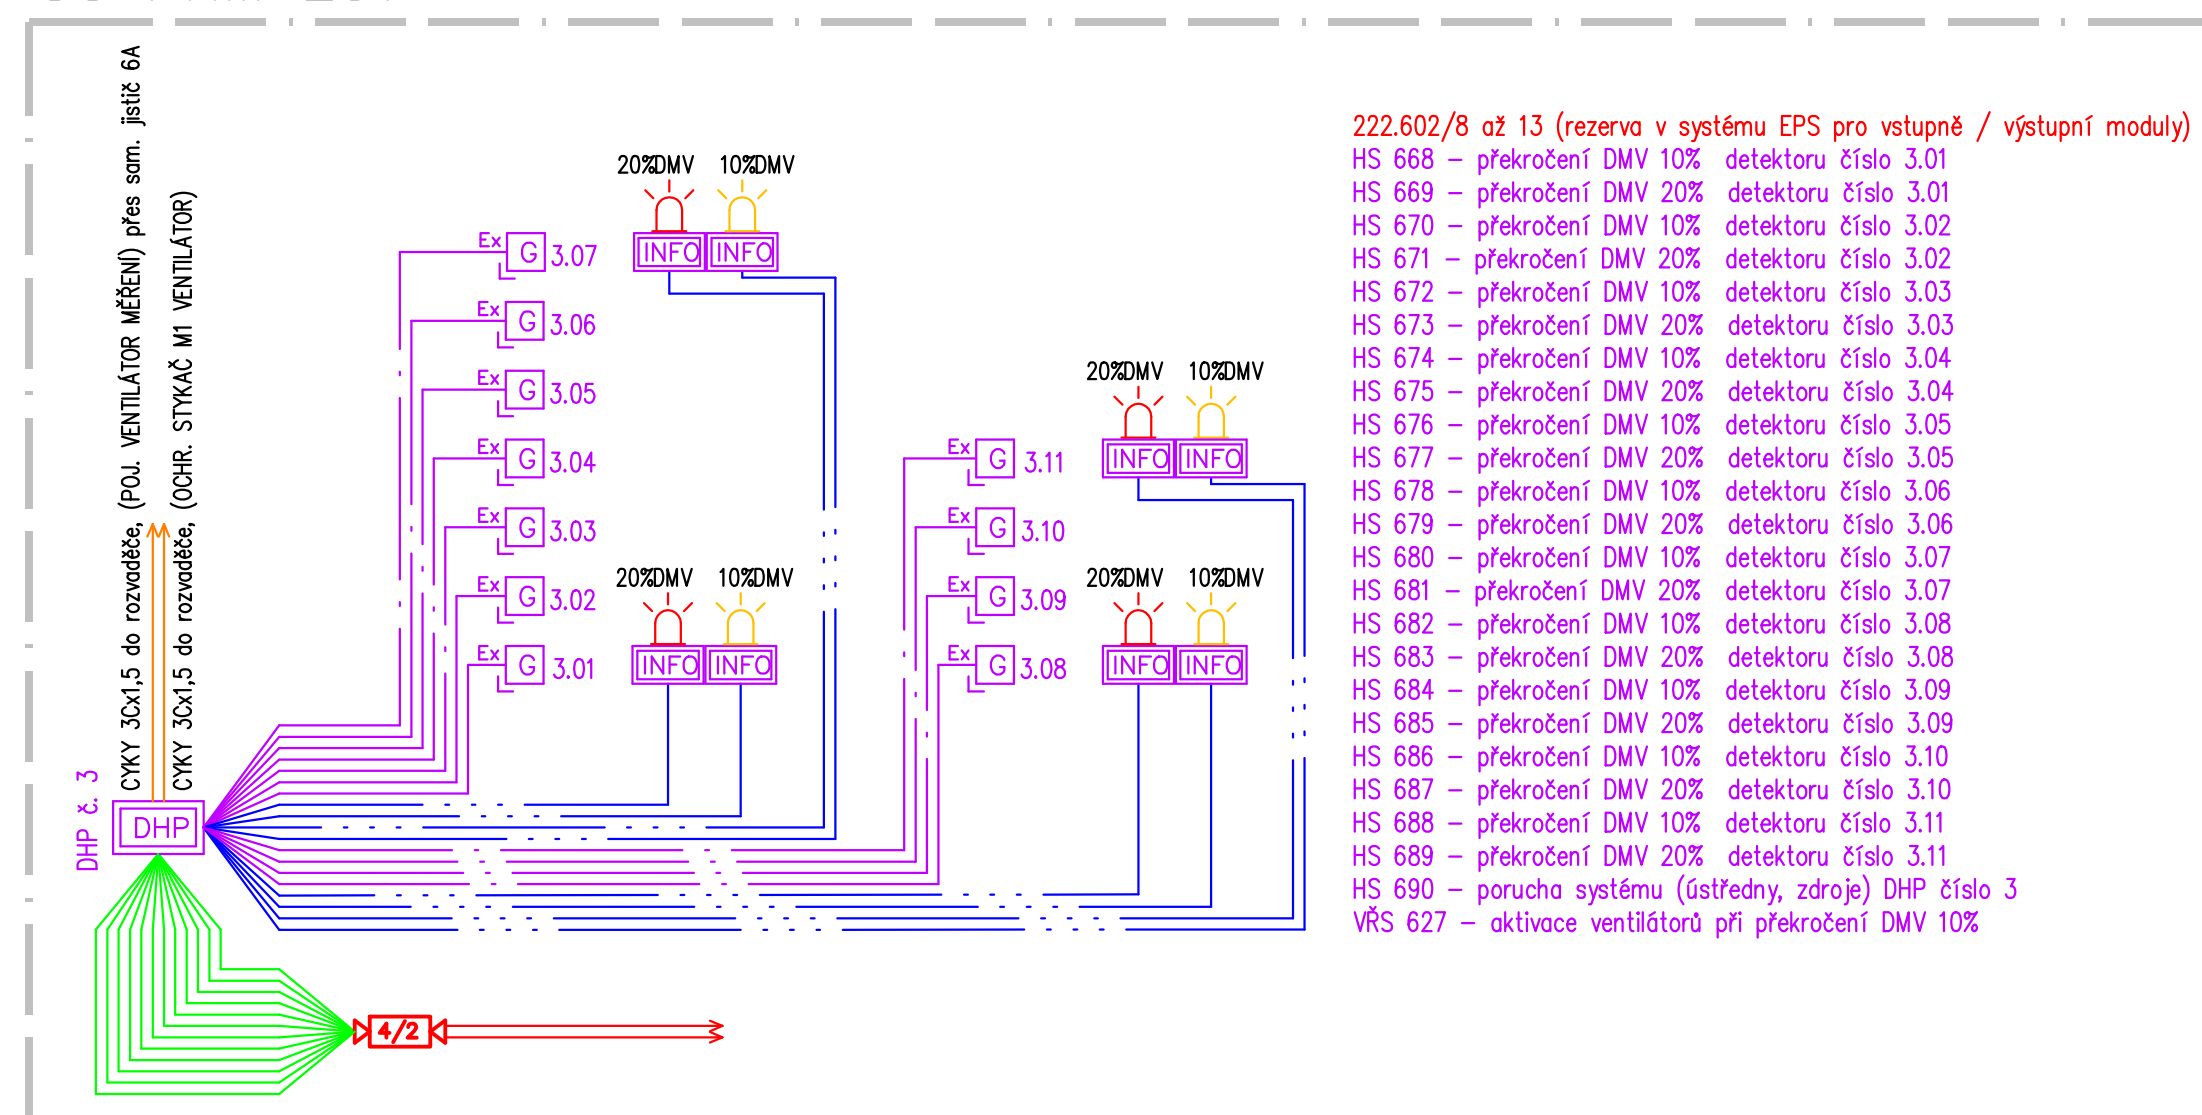 CYKY 3Cx1,5 do rozvaděče, (POJ. VENTILÁTOR MĚŘENÍ) přes sam. jistič 6A
CYKY 3Cx1,5 do rozvaděče, (OCHR. STYKAČ M1 VENTILÁTOR)
DHP č. 3
DHP
20%DMV 10%DMV
INFO INFO
Ex G 3.07
Ex G 3.06
Ex G 3.05
Ex G 3.04
Ex G 3.03
Ex G 3.02
Ex G 3.01
20%DMV 10%DMV
INFO INFO
20%DMV 10%DMV
INFO INFO
Ex G 3.11
Ex G 3.10
Ex G 3.09
Ex G 3.08
20%DMV 10%DMV
INFO INFO
4/2
222.602/8 až 13 (rezerva v systému EPS pro vstupně / výstupní moduly)
HS 668 – překročení DMV 10% detektoru číslo 3.01
HS 669 – překročení DMV 20% detektoru číslo 3.01
HS 670 – překročení DMV 10% detektoru číslo 3.02
HS 671 – překročení DMV 20% detektoru číslo 3.02
HS 672 – překročení DMV 10% detektoru číslo 3.03
HS 673 – překročení DMV 20% detektoru číslo 3.03
HS 674 – překročení DMV 10% detektoru číslo 3.04
HS 675 – překročení DMV 20% detektoru číslo 3.04
HS 676 – překročení DMV 10% detektoru číslo 3.05
HS 677 – překročení DMV 20% detektoru číslo 3.05
HS 678 – překročení DMV 10% detektoru číslo 3.06
HS 679 – překročení DMV 20% detektoru číslo 3.06
HS 680 – překročení DMV 10% detektoru číslo 3.07
HS 681 – překročení DMV 20% detektoru číslo 3.07
HS 682 – překročení DMV 10% detektoru číslo 3.08
HS 683 – překročení DMV 20% detektoru číslo 3.08
HS 684 – překročení DMV 10% detektoru číslo 3.09
HS 685 – překročení DMV 20% detektoru číslo 3.09
HS 686 – překročení DMV 10% detektoru číslo 3.10
HS 687 – překročení DMV 20% detektoru číslo 3.10
HS 688 – překročení DMV 10% detektoru číslo 3.11
HS 689 – překročení DMV 20% detektoru číslo 3.11
HS 690 – porucha systému (ústředny, zdroje) DHP číslo 3
VŘS 627 – aktivace ventilátorů při překročení DMV 10%